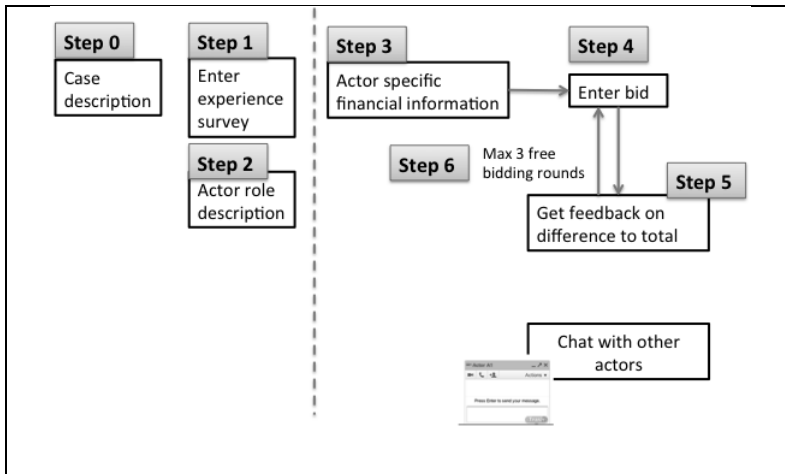 Step 0
Case
description
Step 1
Enter
experience
survey
Step 2
Actor role
description
Step 3
Actor specific
financial information
Step 4
Enter bid
Step 6
Max 3 free
bidding rounds
Step 5
Get feedback on
difference to total
Chat with other
actors
Actions
Press Enter to send your message.